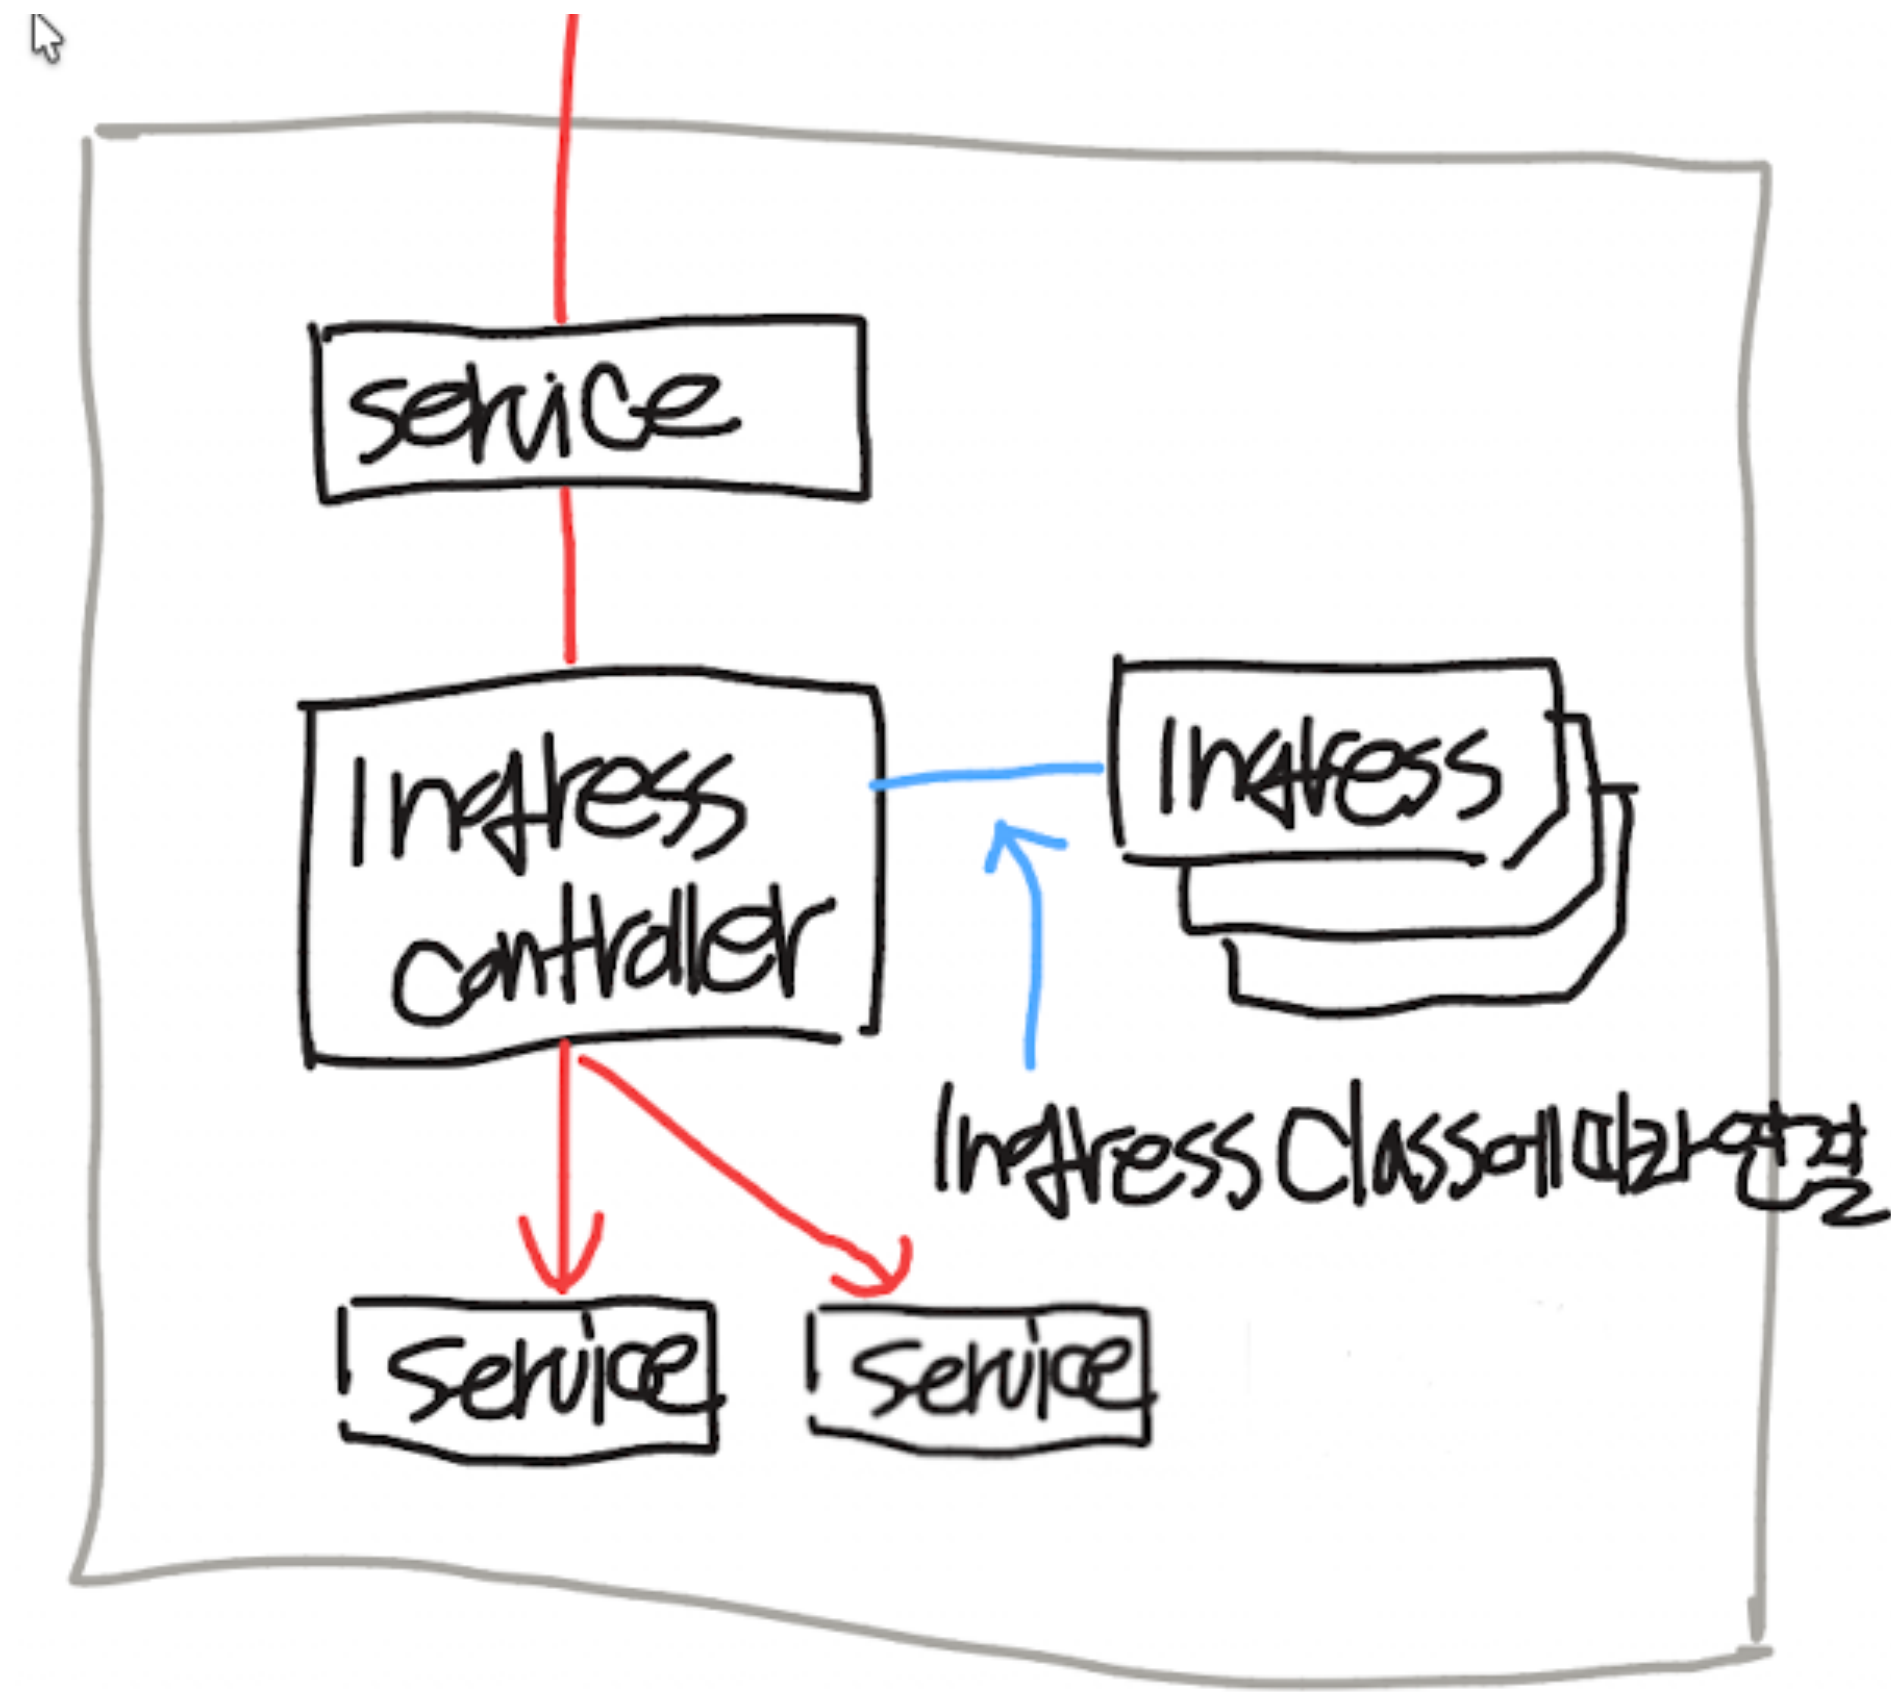 service
Ingress
controller
Ingress
Ingress Class에 따라 연결
Service
Service